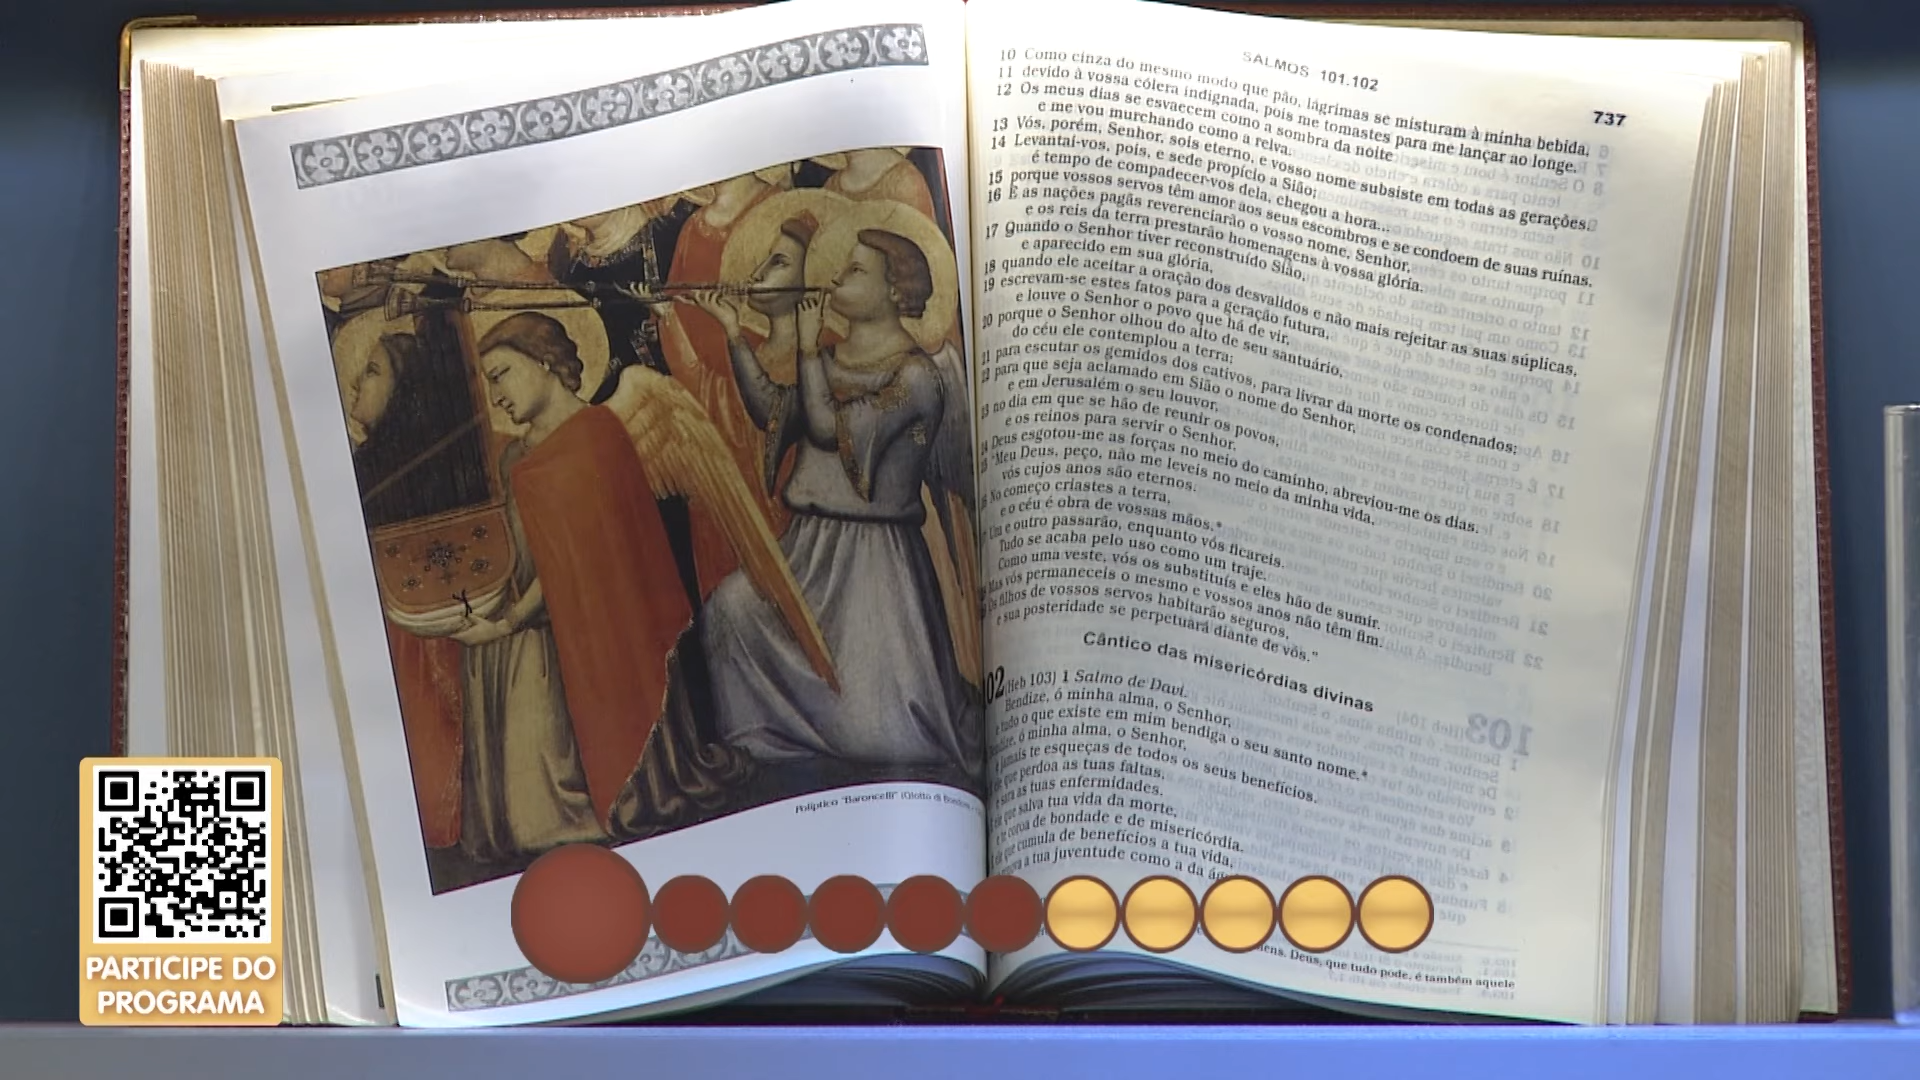 SALMOS 101.102
737
10 Como cinza do mesmo modo que pão, lágrimas se misturam à minha bebida,
11 devido à vossa cólera indignada, pois me tomastes para me lançar ao longe.
12 Os meus dias se esvaecem como a sombra da noite
e me vou murchando como a relva.
13 Vós, porém, Senhor, sois eterno, e vosso nome subsiste em todas as gerações.
14 Levantai-vos, pois, e sede propício a Sião;
é tempo de compadecer-vos dela, chegou a hora...
15 porque vossos servos têm amor aos seus escombros e se condoem de suas ruínas.
16 E as nações pagãs reverenciarão o vosso nome, Senhor,
e os reis da terra prestarão homenagens à vossa glória.
17 Quando o Senhor tiver reconstruído Sião,
e aparecido em sua glória,
18 quando ele aceitar a oração dos desvalidos e não mais rejeitar as suas súplicas,
19 escrevam-se estes fatos para a geração futura,
e louve o Senhor o povo que há de vir,
20 porque o Senhor olhou do alto de seu santuário,
do céu ele contemplou a terra;
21 para escutar os gemidos dos cativos, para livrar da morte os condenados;
22 para que seja aclamado em Sião o nome do Senhor,
e em Jerusalém o seu louvor,
23 no dia em que se hão de reunir os povos,
e os reinos para servir o Senhor.
24 Deus esgotou-me as forças no meio do caminho, abreviou-me os dias.
"Meu Deus, peço, não me leveis no meio da minha vida,
vós cujos anos são eternos.
No começo criastes a terra,
e o céu é obra de vossas mãos.*
Um e outro passarão, enquanto vós ficareis.
Tudo se acaba pelo uso como um traje.
Como uma veste, vós os substituís e eles hão de sumir.
Mas vós permaneceis o mesmo e vossos anos não têm fim.
Os filhos de vossos servos habitarão seguros,
e sua posteridade se perpetuará diante de vós."
Cântico das misericórdias divinas
102 (Heb 103) 1 Salmo de Davi.
Bendize, ó minha alma, o Senhor,
e tudo o que existe em mim bendiga o seu santo nome.*
Bendize, ó minha alma, o Senhor,
e jamais te esqueças de todos os seus benefícios.
que perdoa as tuas faltas,
e sara as tuas enfermidades.
que salva tua vida da morte,
e te coroa de bondade e de misericórdia.
que cumula de benefícios a tua vida,
a tua juventude como a da
Deus, que tudo pode, é também aquele
Políptico "Baroncelli" (Giotto di
PARTICIPE DO
PROGRAMA